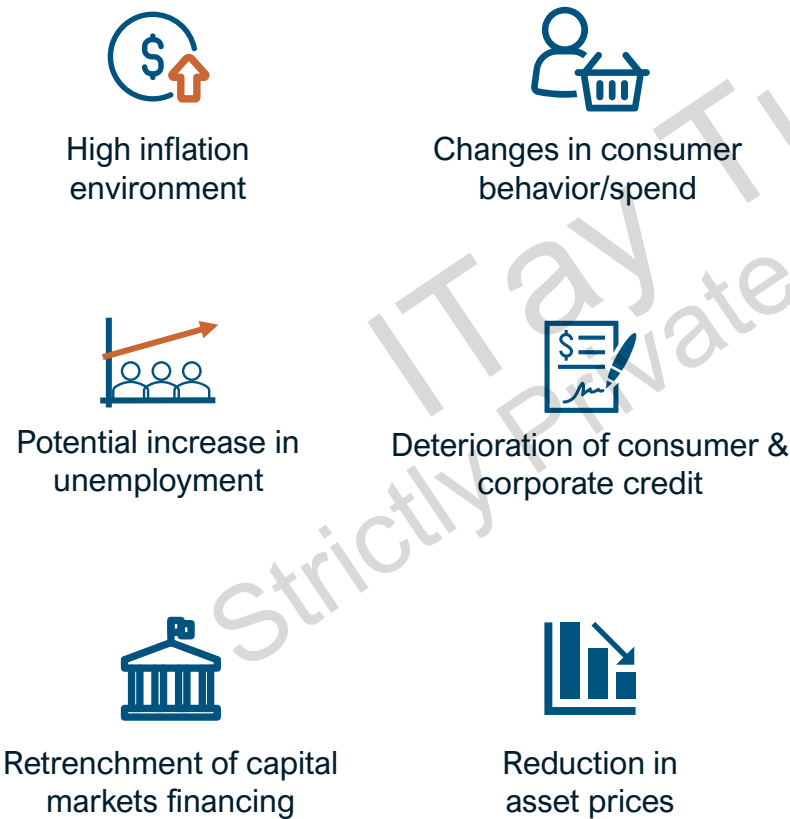 High inflation
environment
Changes in consumer
behavior/spend
Potential increase in
unemployment
Deterioration of consumer &
corporate credit
Retrenchment of capital
markets financing
Reduction in
asset prices
ITay
Strictly Private